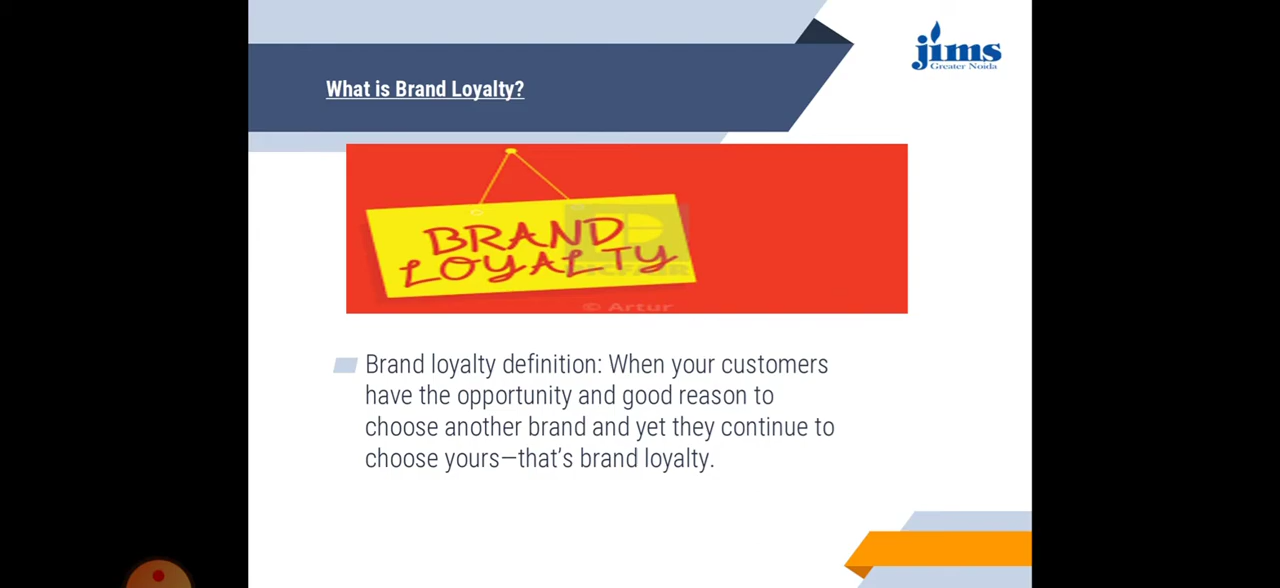 jims
Greater Noida
What is Brand Loyalty?
BRAND
LOYALTY
PICFAIR
© Artur
Brand loyalty definition: When your customers
have the opportunity and good reason to
choose another brand and yet they continue to
choose yours—that’s brand loyalty.